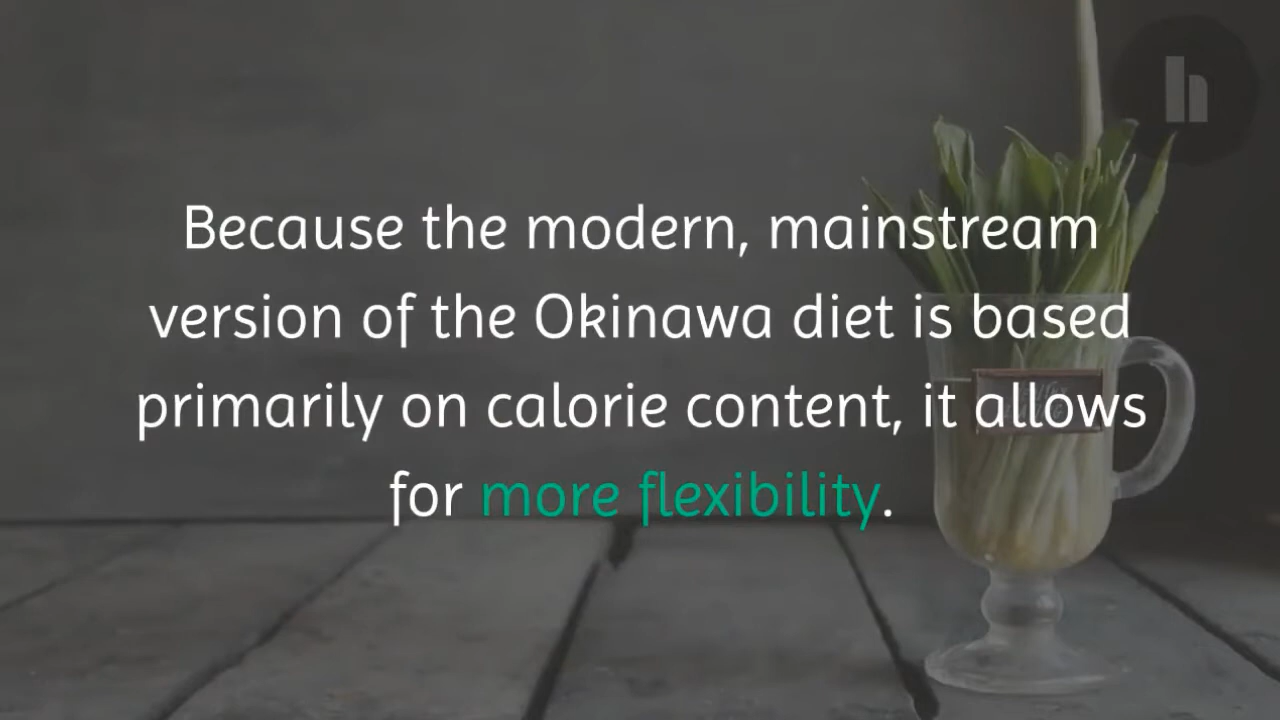 Because the modern, mainstream
version of the Okinawa diet is based
primarily on calorie content, it allows
for more flexibility.